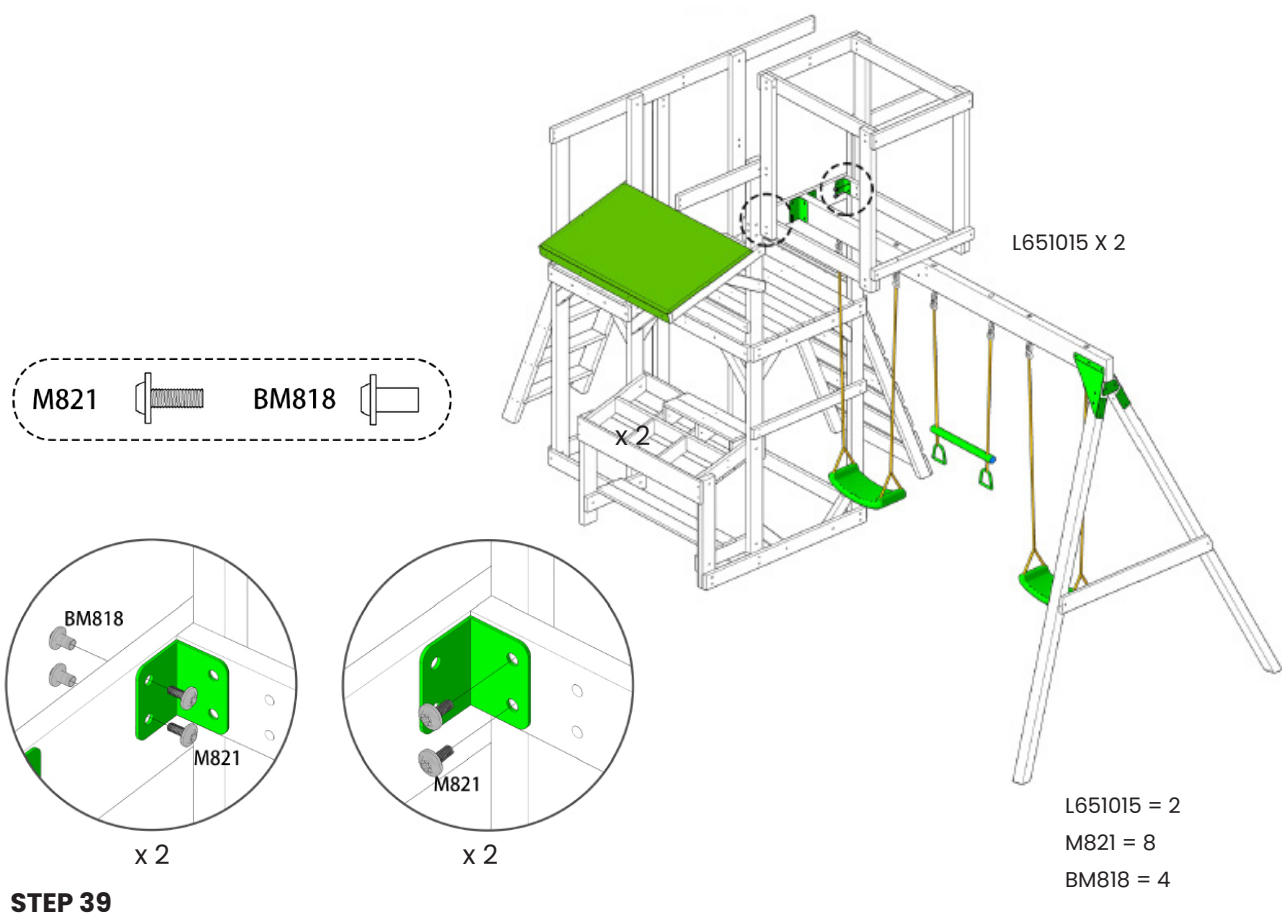 L651015 X 2
M821 BM818
x 2
BM818
M821
M821
x 2
x 2
L651015 = 2
M821 = 8
BM818 = 4
STEP 39